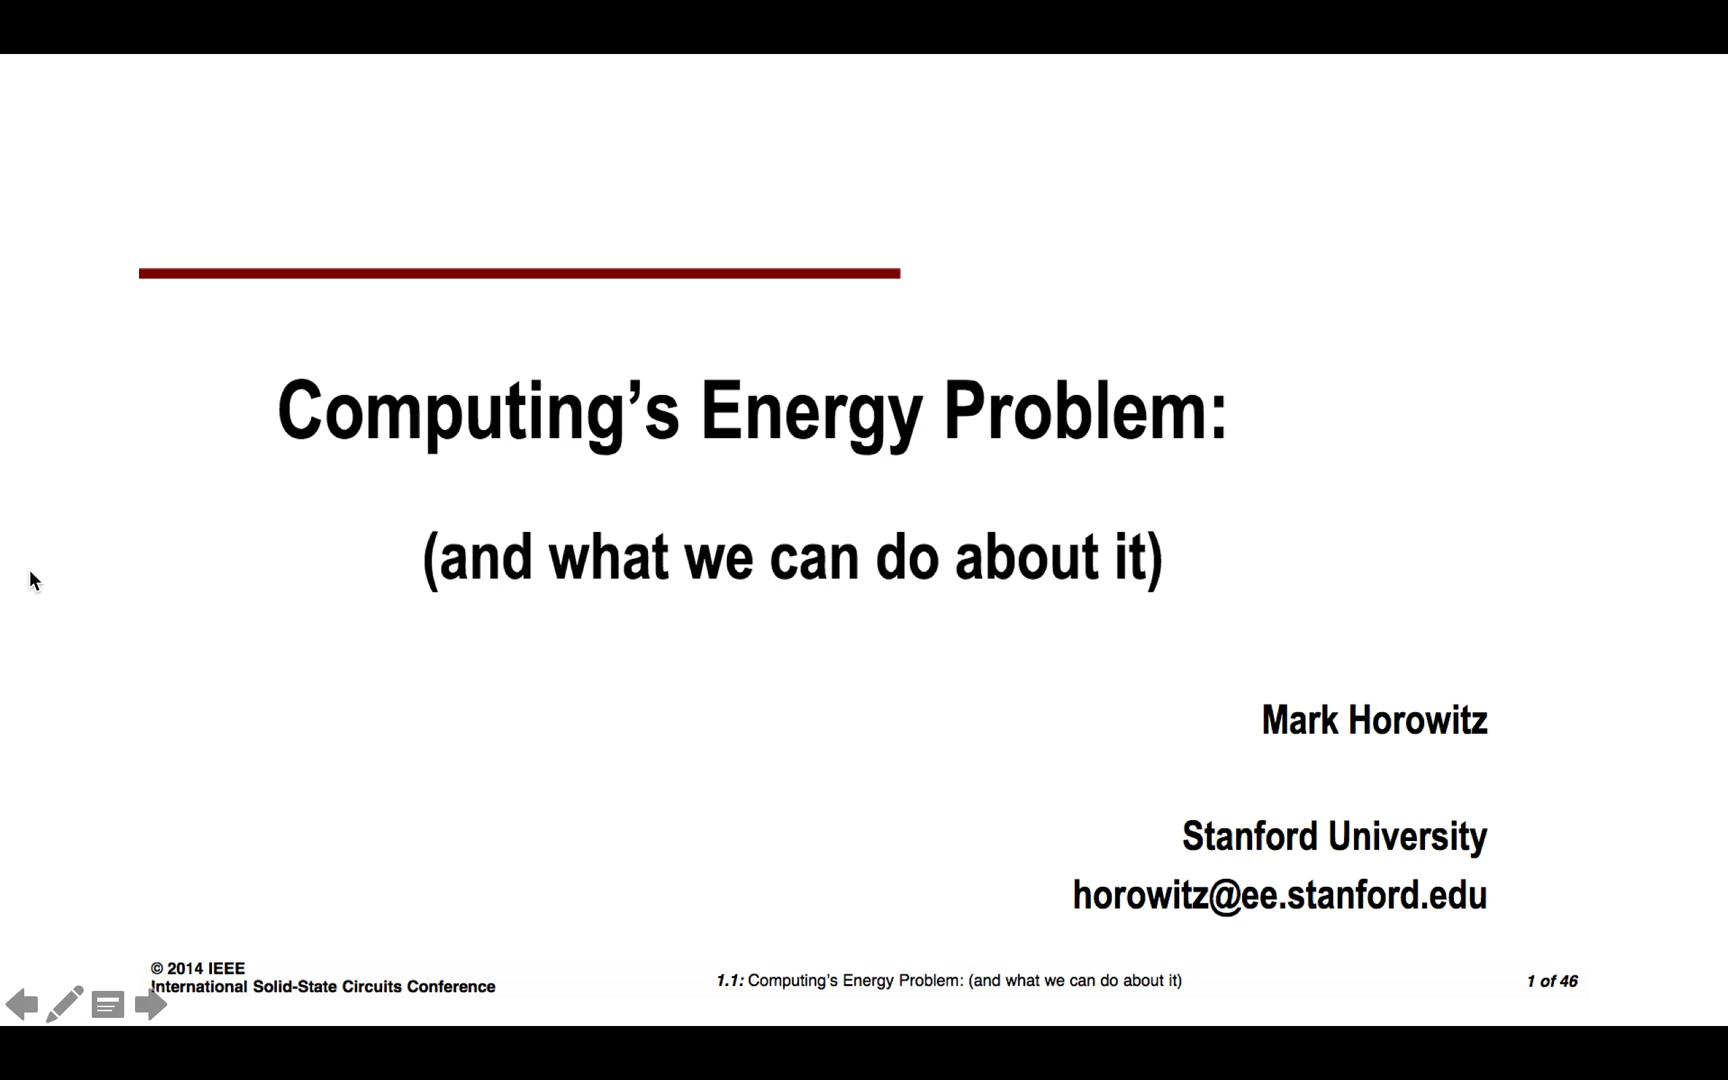 Computing’s Energy Problem:
(and what we can do about it)
Mark Horowitz
Stanford University
horowitz@ee.stanford.edu
© 2014 IEEE
International Solid-State Circuits Conference
1.1: Computing’s Energy Problem: (and what we can do about it)
1 of 46